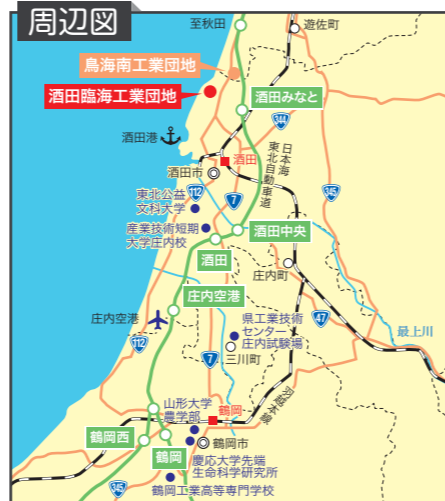 周辺図
至秋田
遊佐町
鳥海南工業団地
酒田臨海工業団地
酒田みなと
344
酒田港
日本海
東北自動車道
酒田
酒田市
112
345
東北公益
文科大学
7
産業技術短期
大学庄内校
酒田中央
酒田
庄内町
庄内空港
庄内空港
47
最上川
県工業技術
センター
庄内試験場
112
7
三川町
羽越本線
山形大学
農学部
鶴岡
鶴岡西
鶴岡市
鶴岡
慶応大学先端
生命科学研究所
345
鶴岡工業高等専門学校